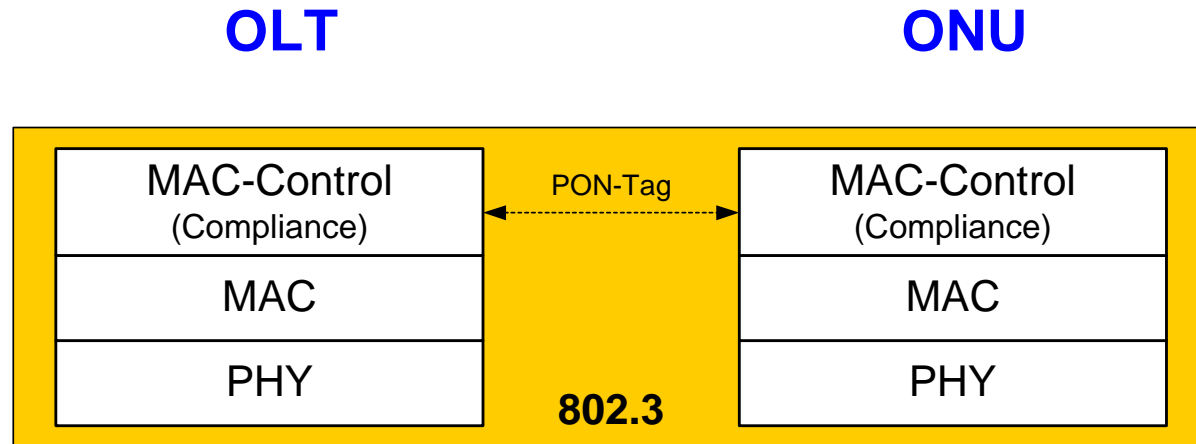 OLT
ONU
MAC-Control
(Compliance)
MAC
PHY
PON-Tag
802.3
MAC-Control
(Compliance)
MAC
PHY